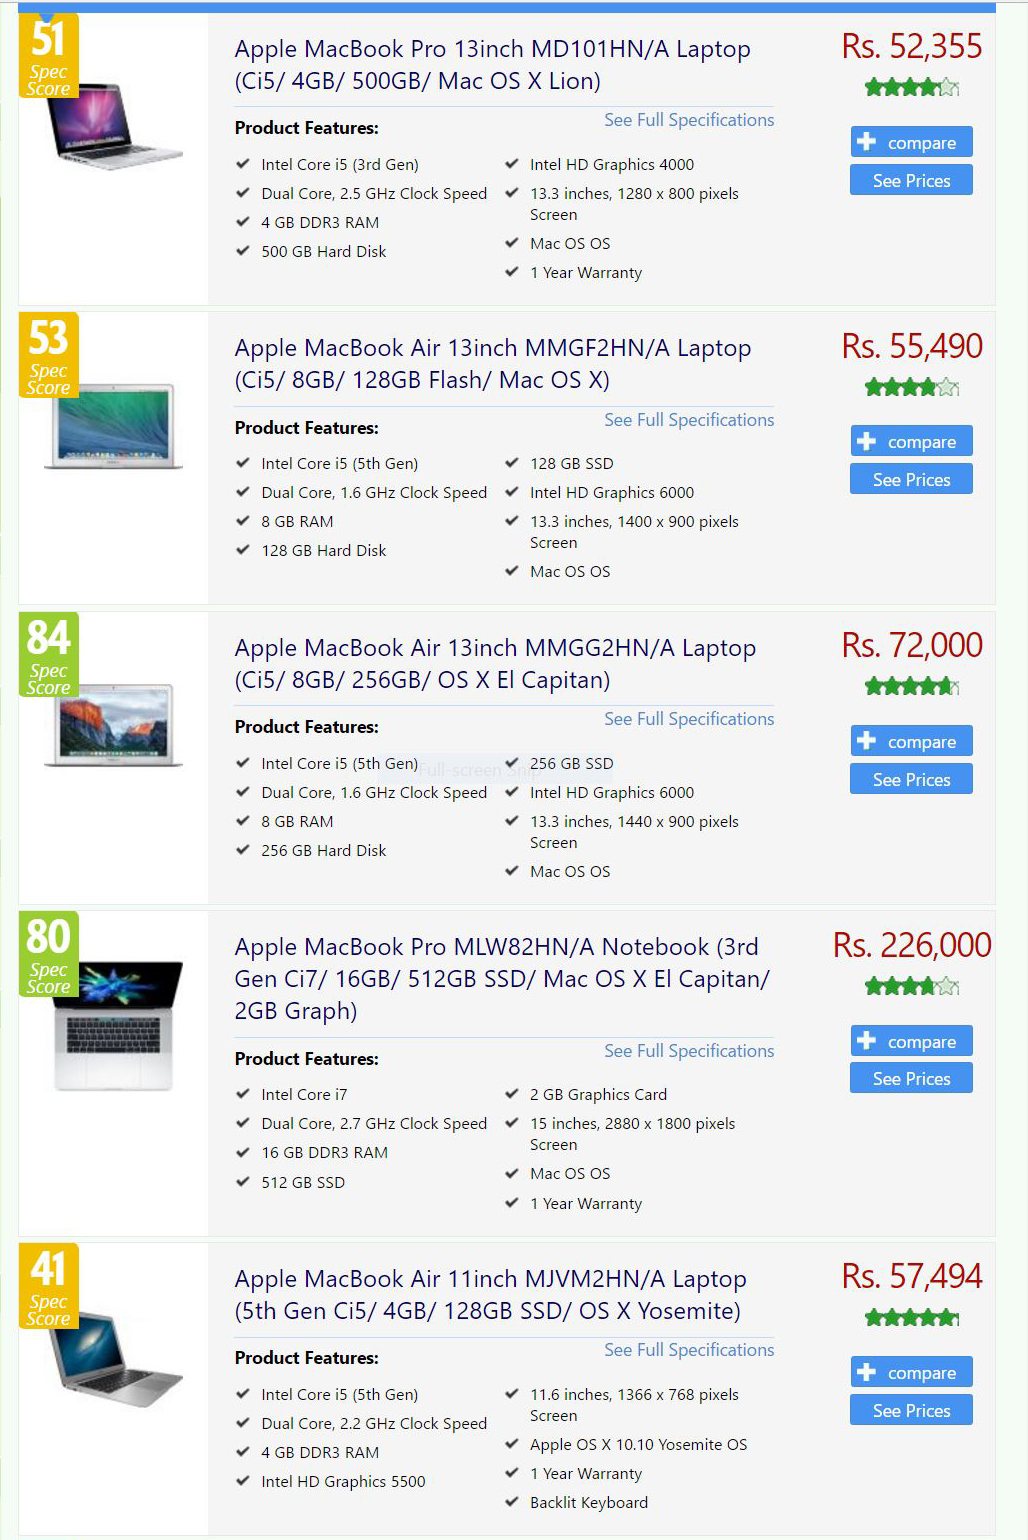 51
Spec
Score
Apple MacBook Pro 13inch MD101HN/A Laptop
(Ci5/ 4GB/ 500GB/ Mac OS X Lion)
Rs. 52,355
See Full Specifications
Product Features:
Intel Core i5 (3rd Gen)
Dual Core, 2.5 GHz Clock Speed
4 GB DDR3 RAM
500 GB Hard Disk
Intel HD Graphics 4000
13.3 inches, 1280 x 800 pixels
Screen
Mac OS OS
1 Year Warranty
compare
See Prices
53
Spec
Score
Apple MacBook Air 13inch MMGF2HN/A Laptop
(Ci5/ 8GB/ 128GB Flash/ Mac OS X)
Rs. 55,490
See Full Specifications
Product Features:
Intel Core i5 (5th Gen)
Dual Core, 1.6 GHz Clock Speed
8 GB RAM
128 GB Hard Disk
128 GB SSD
Intel HD Graphics 6000
13.3 inches, 1400 x 900 pixels
Screen
Mac OS OS
compare
See Prices
84
Spec
Score
Apple MacBook Air 13inch MMGG2HN/A Laptop
(Ci5/ 8GB/ 256GB/ OS X El Capitan)
Rs. 72,000
See Full Specifications
Product Features:
Intel Core i5 (5th Gen)
Dual Core, 1.6 GHz Clock Speed
8 GB RAM
256 GB Hard Disk
Full-screen Snip
256 GB SSD
Intel HD Graphics 6000
13.3 inches, 1440 x 900 pixels
Screen
Mac OS OS
compare
See Prices
80
Spec
Score
Apple MacBook Pro MLW82HN/A Notebook (3rd
Gen Ci7/ 16GB/ 512GB SSD/ Mac OS X El Capitan/
2GB Graph)
Rs. 226,000
See Full Specifications
Product Features:
Intel Core i7
Dual Core, 2.7 GHz Clock Speed
16 GB DDR3 RAM
512 GB SSD
2 GB Graphics Card
15 inches, 2880 x 1800 pixels
Screen
Mac OS OS
1 Year Warranty
compare
See Prices
41
Spec
Score
Apple MacBook Air 11inch MJVM2HN/A Laptop
(5th Gen Ci5/ 4GB/ 128GB SSD/ OS X Yosemite)
Rs. 57,494
See Full Specifications
Product Features:
Intel Core i5 (5th Gen)
Dual Core, 2.2 GHz Clock Speed
4 GB DDR3 RAM
Intel HD Graphics 5500
11.6 inches, 1366 x 768 pixels
Screen
Apple OS X 10.10 Yosemite OS
1 Year Warranty
Backlit Keyboard
compare
See Prices